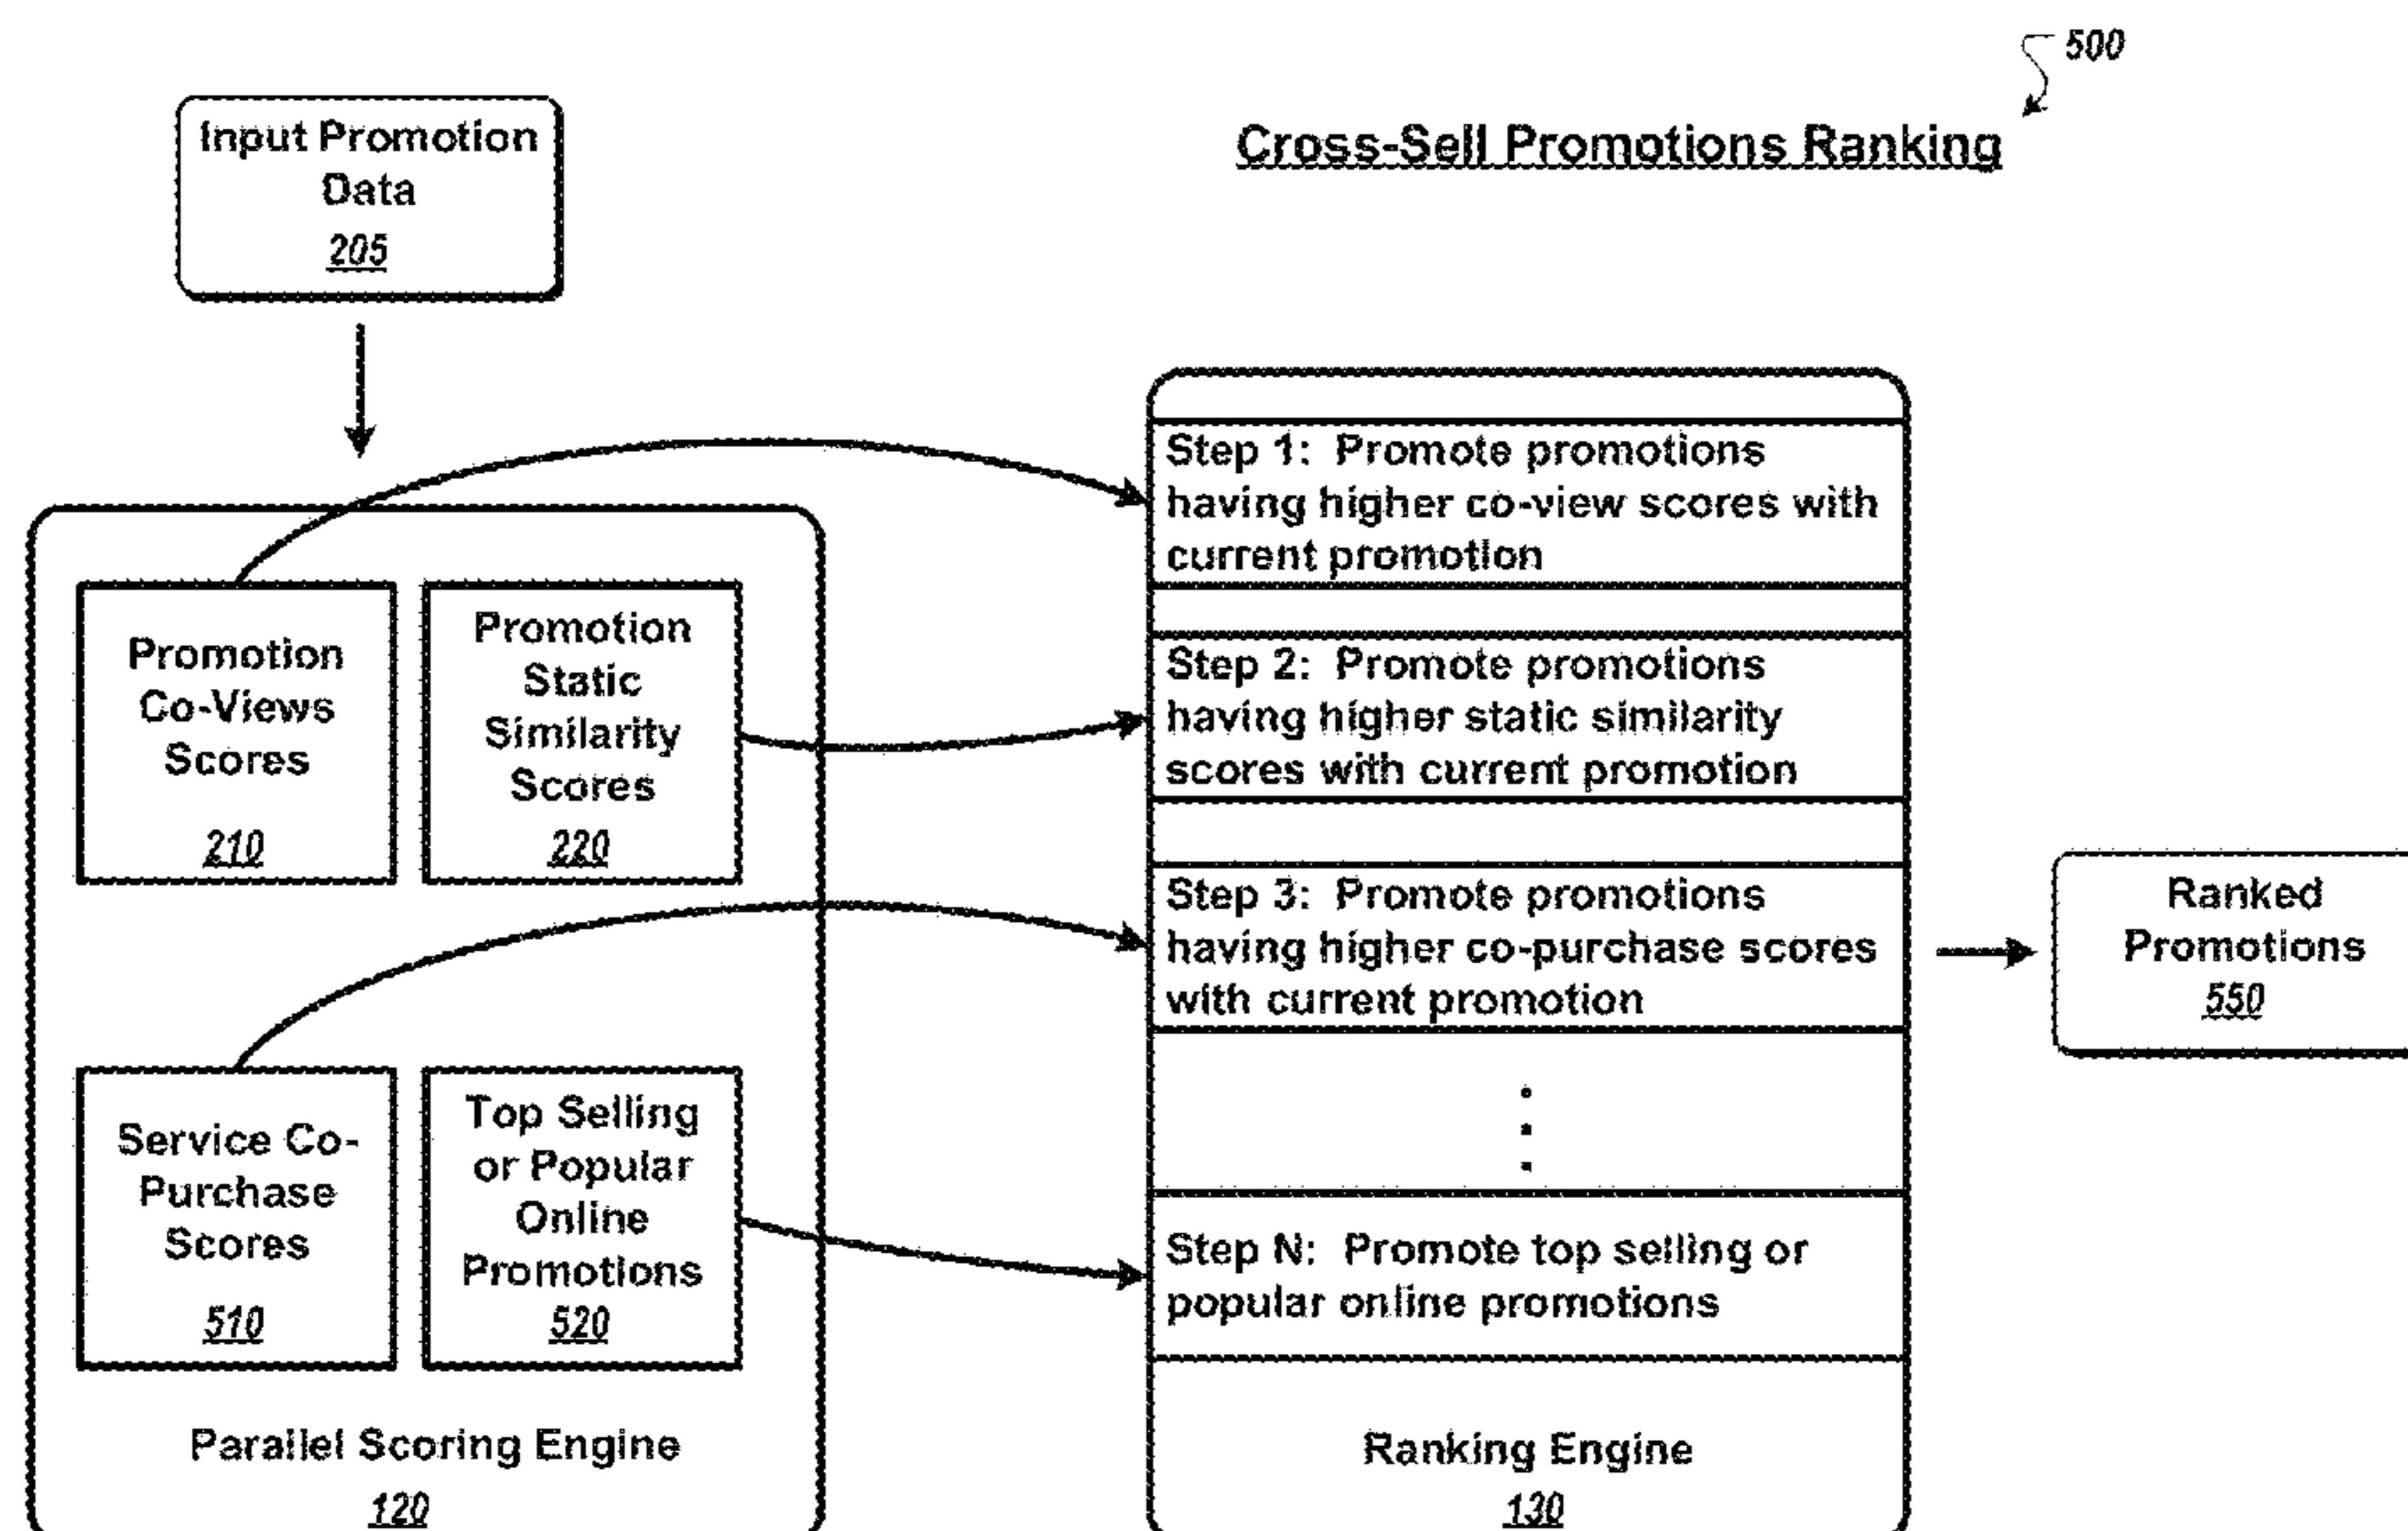 500
Cross-Sell Promotions Ranking
Input Promotion
Data
205
Promotion
Co-Views
Scores
210
Promotion
Static
Similarity
Scores
220
Service Co-
Purchase
Scores
510
Top Selling
or Popular
Online
Promotions
520
Parallel Scoring Engine
120
Step 1: Promote promotions
having higher co-view scores with
current promotion
Step 2: Promote promotions
having higher static similarity
scores with current promotion
Step 3: Promote promotions
having higher co-purchase scores
with current promotion
Step N: Promote top selling or
popular online promotions
Ranking Engine
130
Ranked
Promotions
550